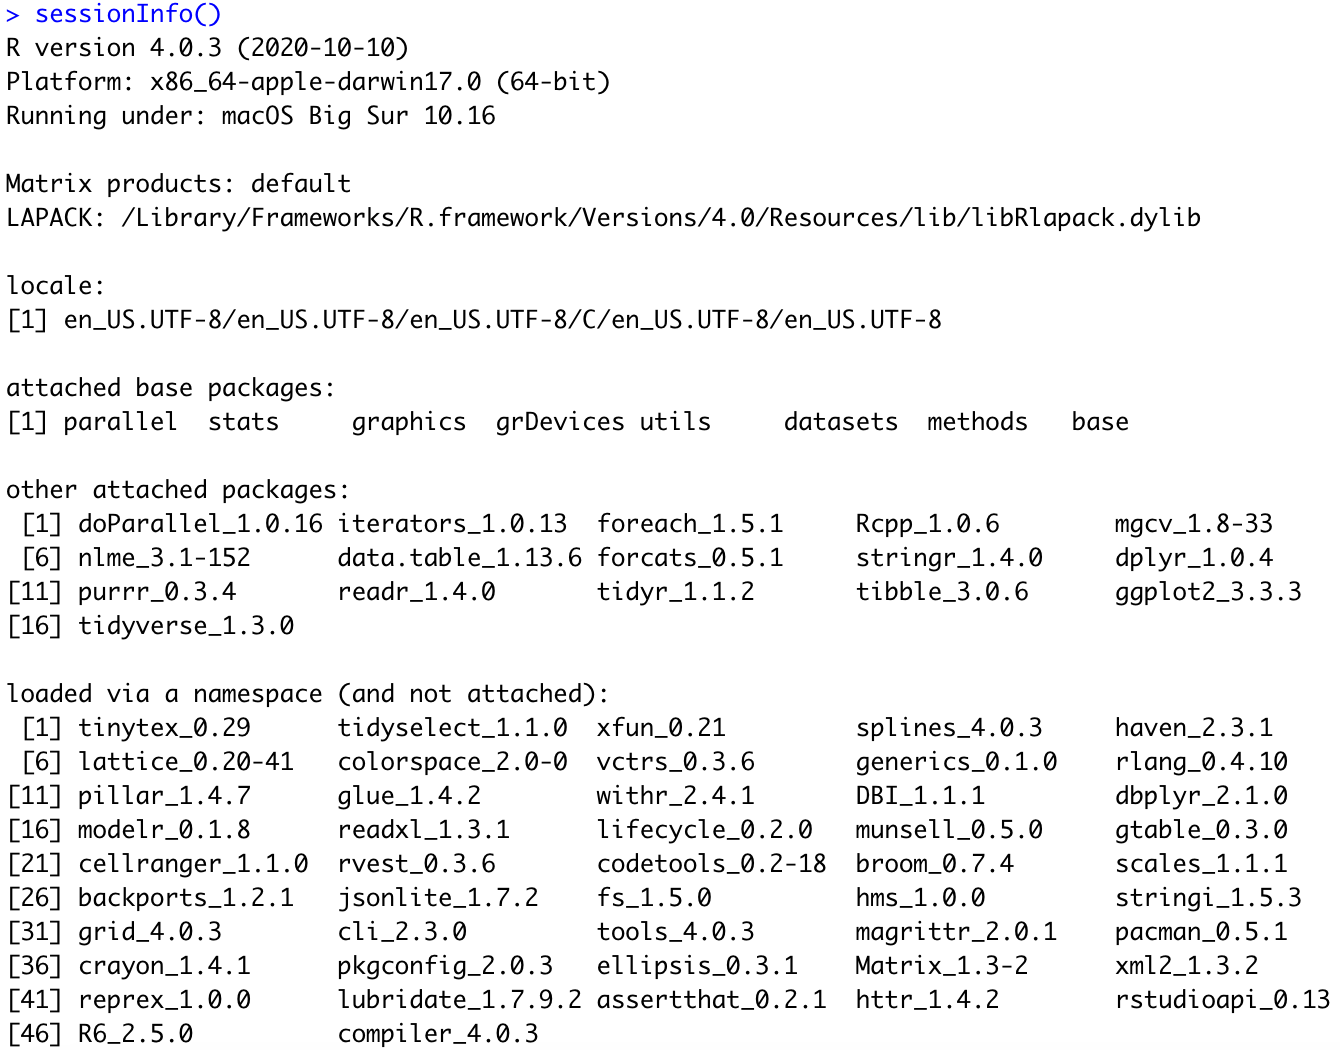 > sessionInfo()
R version 4.0.3 (2020-10-10)
Platform: x86_64-apple-darwin17.0 (64-bit)
Running under: macOS Big Sur 10.16

Matrix products: default
LAPACK: /Library/Frameworks/R.framework/Versions/4.0/Resources/lib/libRlapack.dylib

locale:
[1] en_US.UTF-8/en_US.UTF-8/en_US.UTF-8/C/en_US.UTF-8/en_US.UTF-8

attached base packages:
[1] parallel  stats     graphics  grDevices utils     datasets  methods   base

other attached packages:
 [1] doParallel_1.0.16 iterators_1.0.13  foreach_1.5.1     Rcpp_1.0.6        mgcv_1.8-33
 [6] nlme_3.1-152      data.table_1.13.6 forcats_0.5.1     stringr_1.4.0     dplyr_1.0.4
[11] purrr_0.3.4       readr_1.4.0       tidyr_1.1.2       tibble_3.0.6      ggplot2_3.3.3
[16] tidyverse_1.3.0

loaded via a namespace (and not attached):
 [1] tinytex_0.29      tidyselect_1.1.0  xfun_0.21         splines_4.0.3     haven_2.3.1
 [6] lattice_0.20-41   colorspace_2.0-0  vctrs_0.3.6       generics_0.1.0    rlang_0.4.10
[11] pillar_1.4.7      glue_1.4.2        withr_2.4.1       DBI_1.1.1         dbplyr_2.1.0
[16] modelr_0.1.8      readxl_1.3.1      lifecycle_0.2.0   munsell_0.5.0     gtable_0.3.0
[21] cellranger_1.1.0  rvest_0.3.6       codetools_0.2-18  broom_0.7.4       scales_1.1.1
[26] backports_1.2.1   jsonlite_1.7.2    fs_1.5.0          hms_1.0.0         stringi_1.5.3
[31] grid_4.0.3        cli_2.3.0         tools_4.0.3       magrittr_2.0.1    pacman_0.5.1
[36] crayon_1.4.1      pkgconfig_2.0.3   ellipsis_0.3.1    Matrix_1.3-2      xml2_1.3.2
[41] reprex_1.0.0      lubridate_1.7.9.2 assertthat_0.2.1  httr_1.4.2        rstudioapi_0.13
[46] R6_2.5.0          compiler_4.0.3